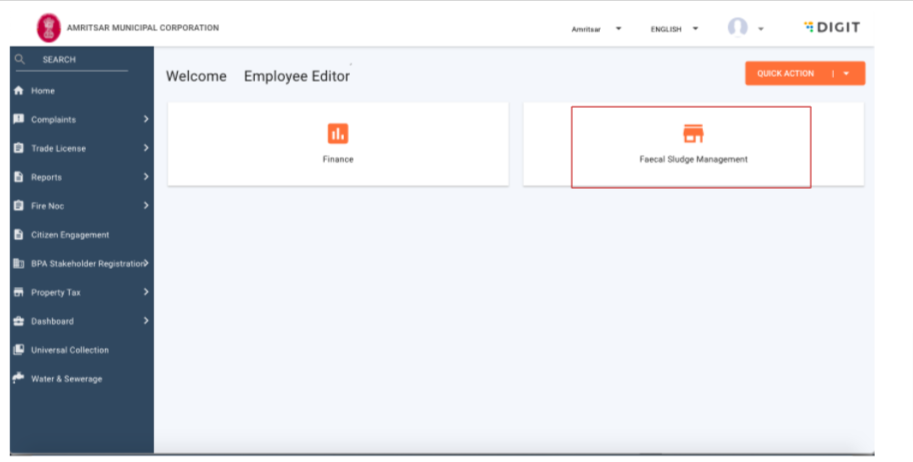 AMRITSAR MUNICIPAL CORPORATION
Amritsar
ENGLISH
DIGIT
SEARCH
Welcome Employee Editor
QUICK ACTION
Home
Complaints
Trade License
Reports
Fire Noc
Citizen Engagement
BPA Stakeholder Registration
Property Tax
Dashboard
Universal Collection
Water & Sewerage
Finance
Faecal Sludge Management